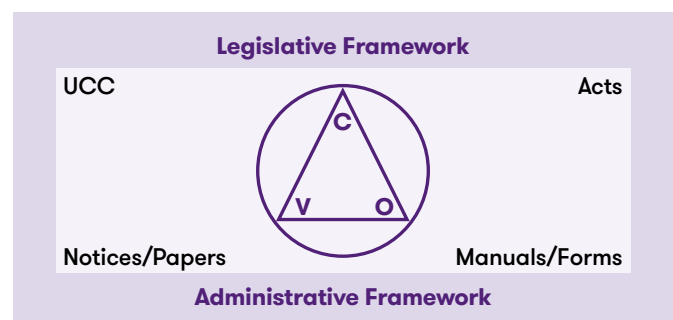 Legislative Framework
UCC Acts
C
V O
Notices/Papers Manuals/Forms
Administrative Framework